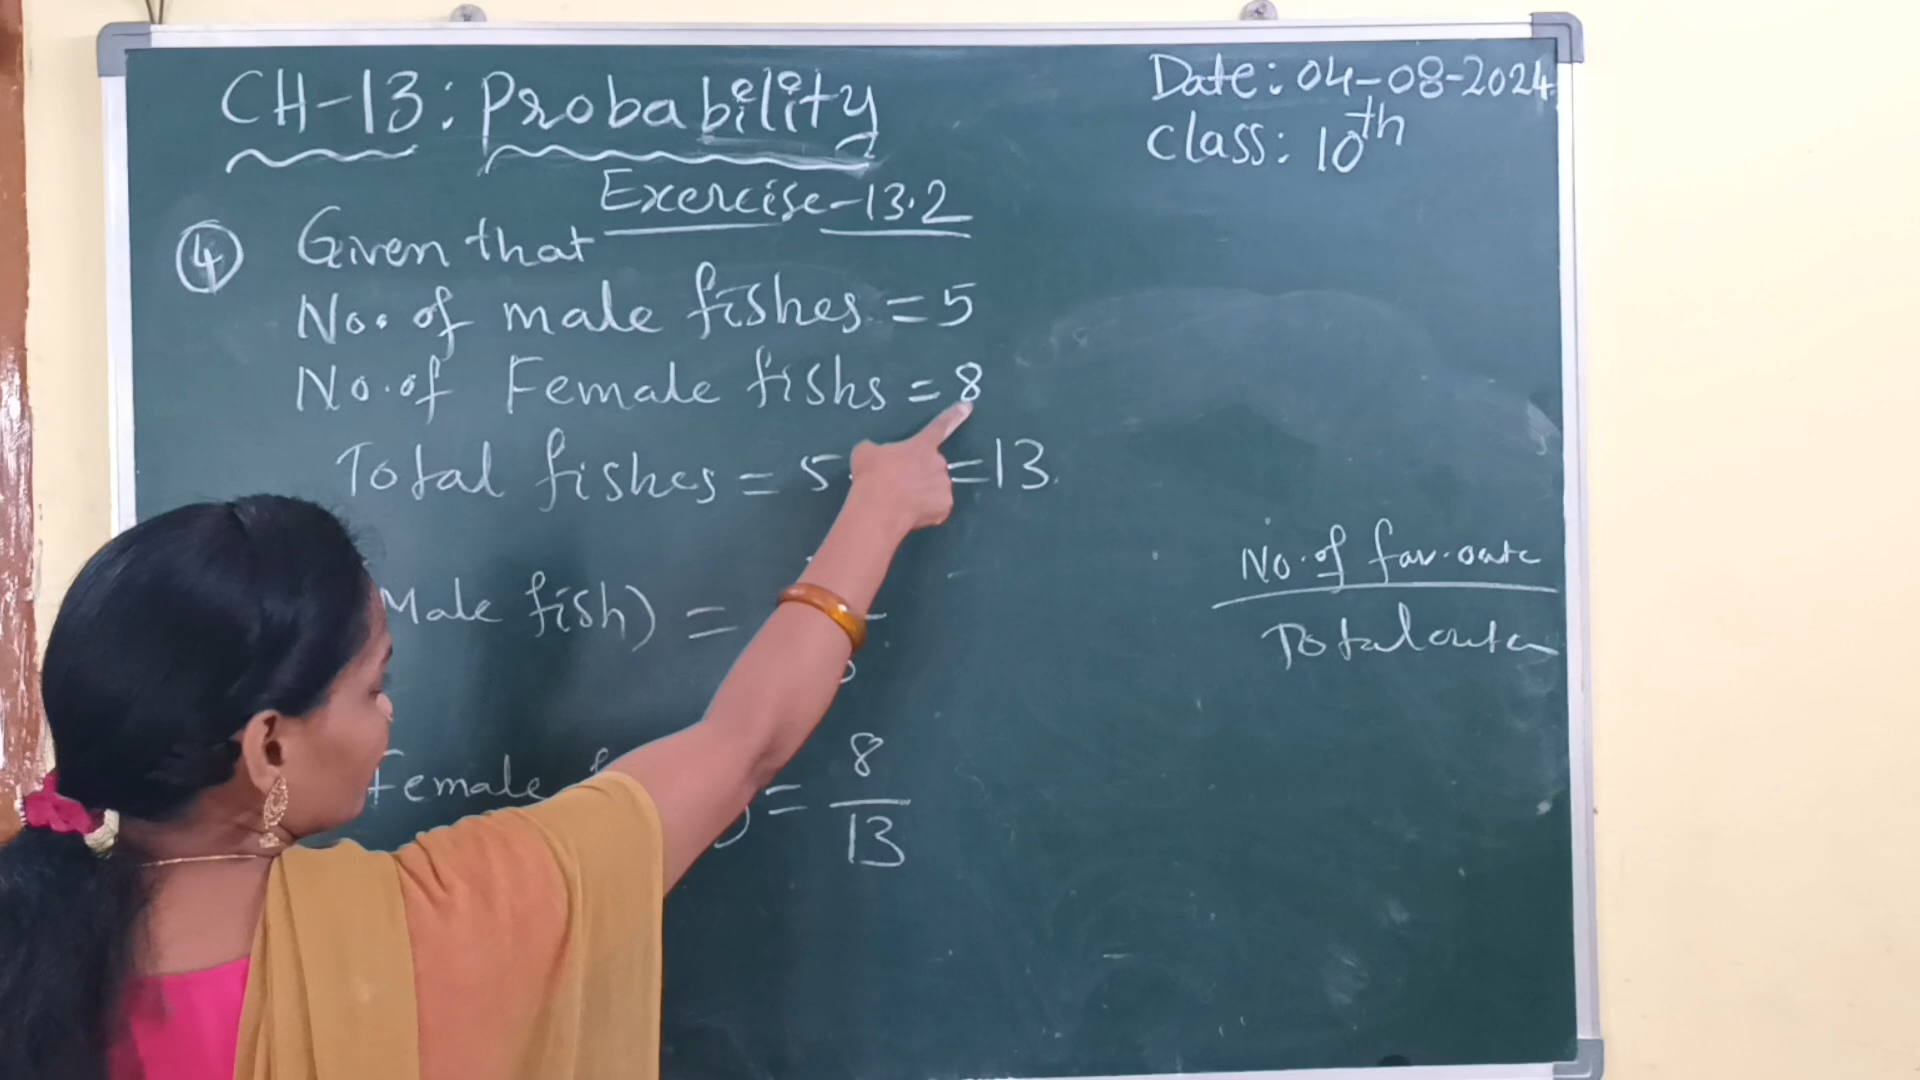 CH-13: Probability
Date: 04-08-2024
Class: 10th
Exercise-13.2
4 Given that
No. of male fishes = 5
No. of Female fishs = 8
Total fishes = 5 = 13
Male fish) =
Female = 8/13
No. of fav. oute
Total